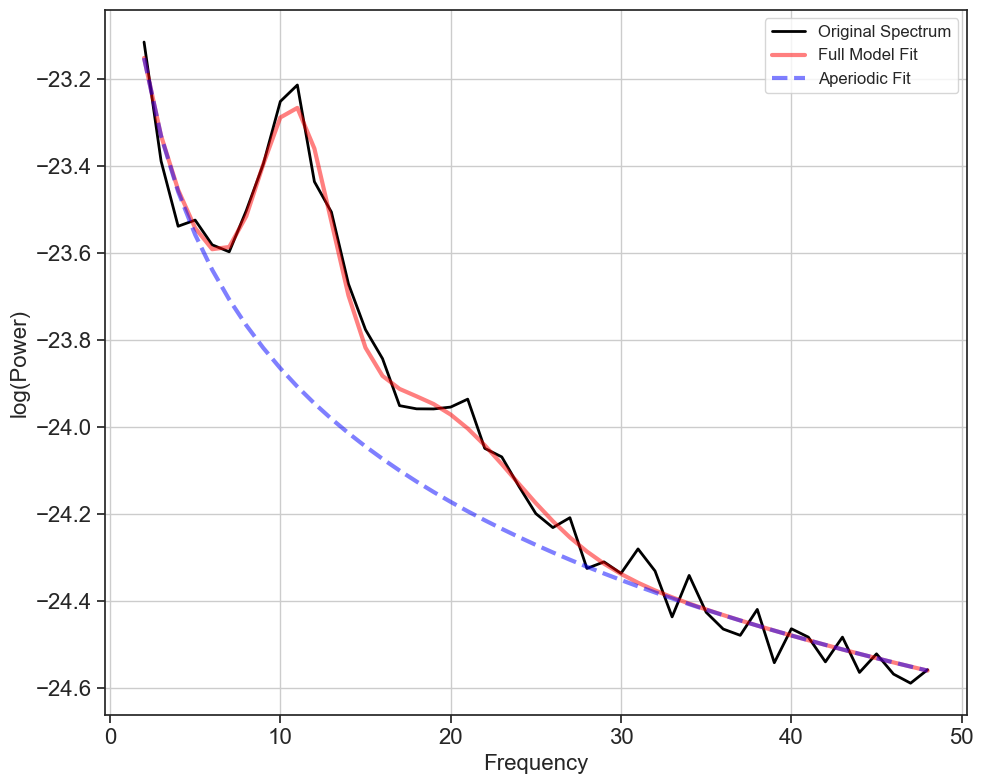 Original Spectrum
Full Model Fit
Aperiodic Fit
−23.2
−23.4
−23.6
−23.8
−24.0
−24.2
−24.4
−24.6
log(Power)
0 10 20 30 40 50
Frequency